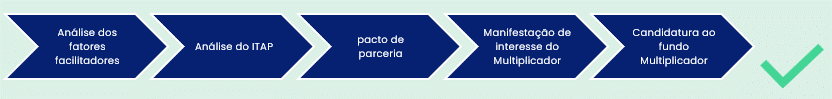 Análise dos
fatores
facilitadores
Análise do ITAP
pacto de
parceria
Manifestação de
interesse do
Multiplicador
Candidatura ao
fundo
Multiplicador